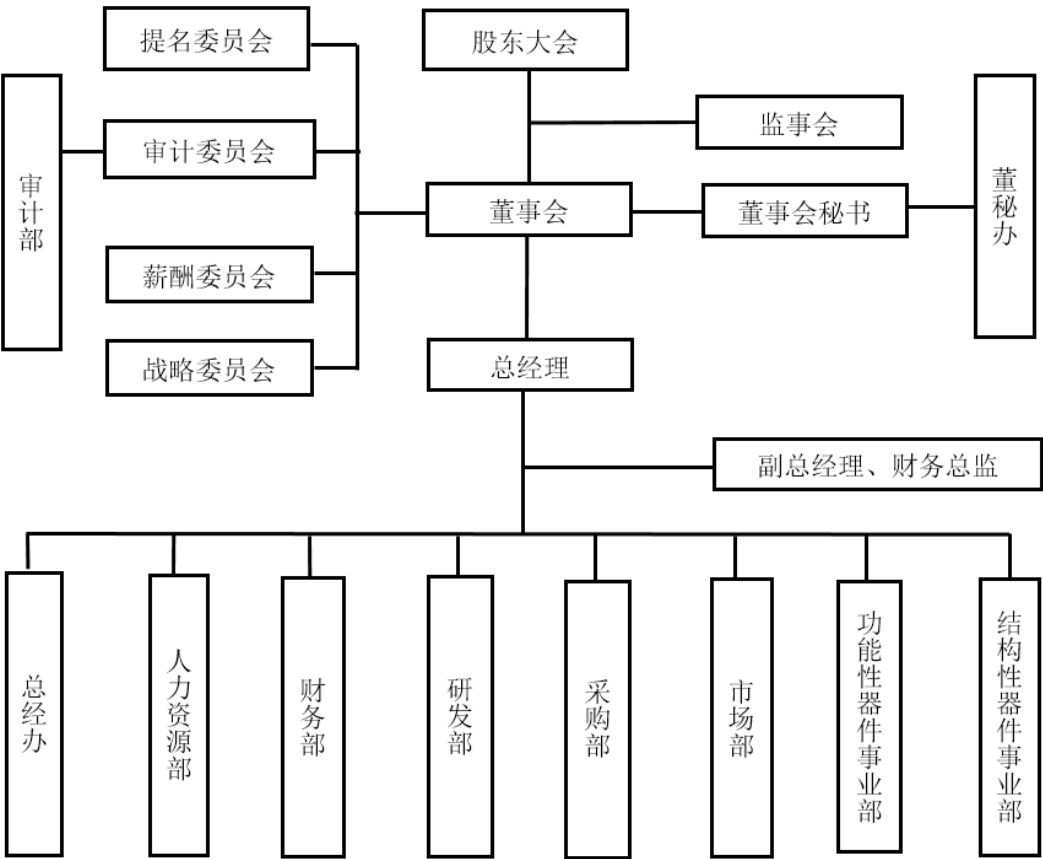 提名委员会
股东大会
监事会
审计委员会
审计部
董事会
董事会秘书
董秘办
薪酬委员会
战略委员会
总经理
副总经理、财务总监
总经办
人力资源部
财务部
研发部
采购部
市场部
功能性器件事业部
结构性器件事业部